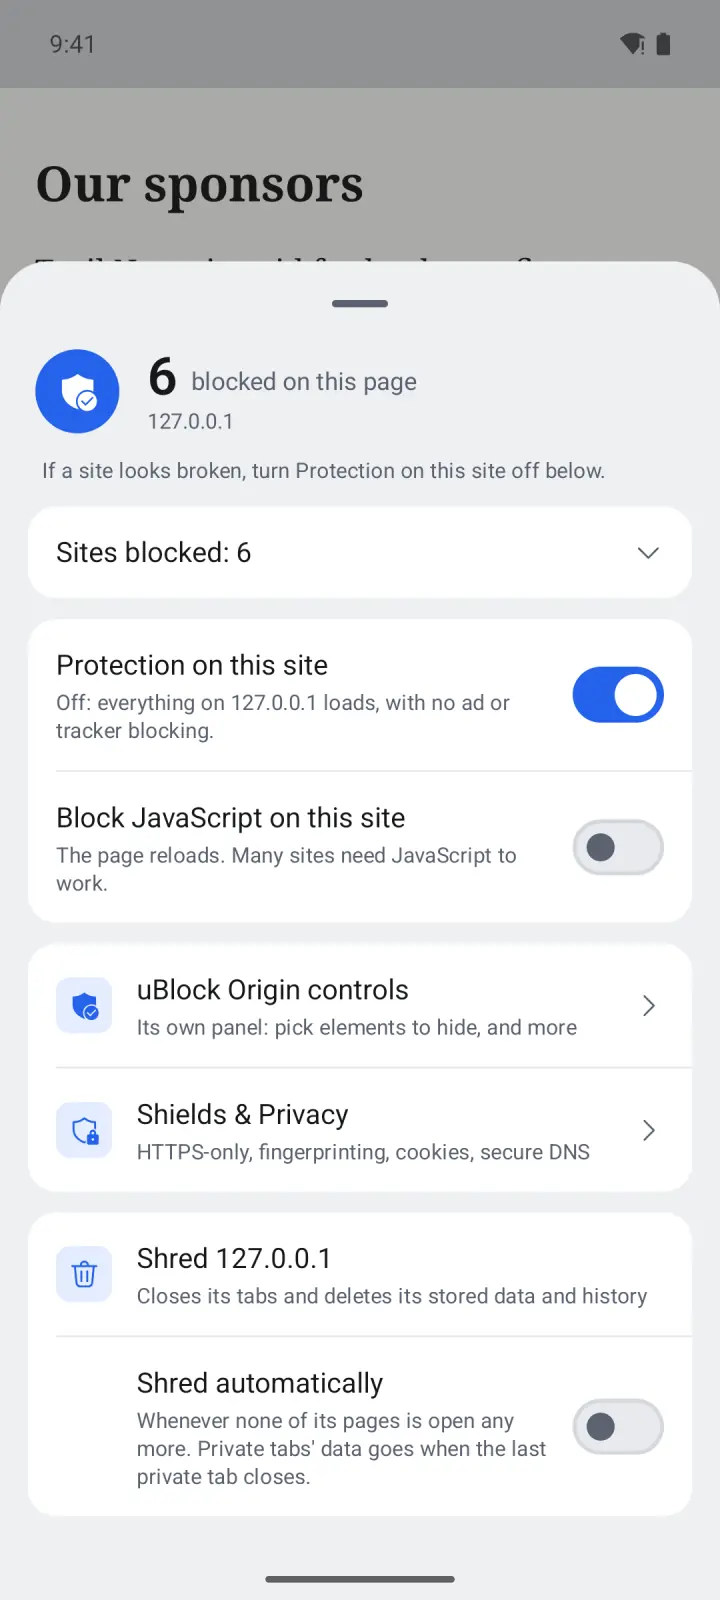 9:41
Our sponsors
6 blocked on this page
127.0.0.1
If a site looks broken, turn Protection on this site off below.
Sites blocked: 6
Protection on this site
Off: everything on 127.0.0.1 loads, with no ad or
tracker blocking.
Block JavaScript on this site
The page reloads. Many sites need JavaScript to
work.
uBlock Origin controls
Its own panel: pick elements to hide, and more
Shields & Privacy
HTTPS-only, fingerprinting, cookies, secure DNS
Shred 127.0.0.1
Closes its tabs and deletes its stored data and history
Shred automatically
Whenever none of its pages is open any
more. Private tabs' data goes when the last
private tab closes.